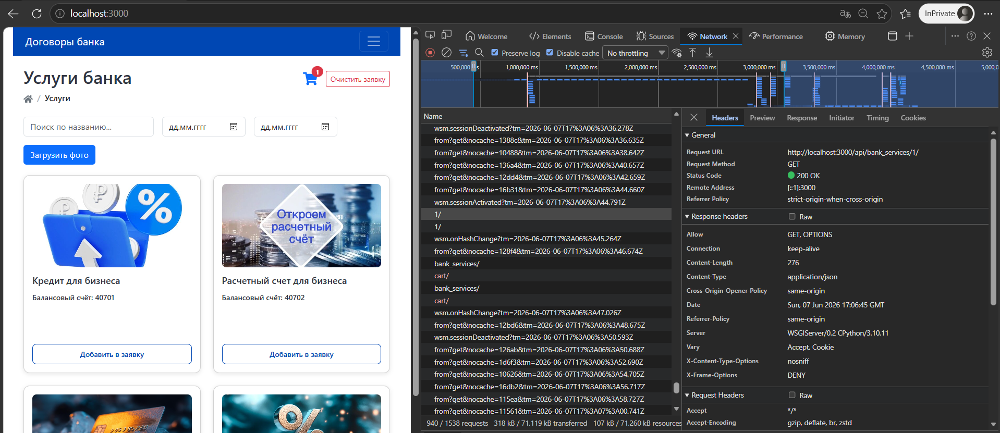 localhost:3000
InPrivate
Договоры банка
Услуги банка
1
Очистить заявку
/ Услуги
Поиск по названию...
дд.мм.гггг
дд.мм.гггг
Загрузить фото
Откроем
расчетный
счёт
Кредит для бизнеса
Балансовый счёт: 40701
Добавить в заявку
Расчетный счет для бизнеса
Балансовый счёт: 40702
Добавить в заявку
Welcome
Elements
Console
Sources
Network
Performance
Memory
Preserve log
Disable cache
No throttling
500,000 s
1,000,000 ms
1,500,000 ms
2,000,000 ms
2,500,000 ms
3,000,000 ms
3,500,000 ms
4,000,000 ms
4,500,000 ms
5,000,0
Name
wsm.sessionDeactivated?tm=2026-06-07T17%3A06%3A36.278Z
from?get&nocache=1388c&tm=2026-06-07T17%3A06%3A36.635Z
from?get&nocache=10488&tm=2026-06-07T17%3A06%3A38.642Z
from?get&nocache=136a4&tm=2026-06-07T17%3A06%3A40.657Z
from?get&nocache=12dd4&tm=2026-06-07T17%3A06%3A42.659Z
from?get&nocache=16b31&tm=2026-06-07T17%3A06%3A44.660Z
wsm.sessionActivated?tm=2026-06-07T17%3A06%3A44.791Z
1/
1/
wsm.onHashChange?tm=2026-06-07T17%3A06%3A45.264Z
from?get&nocache=128f4&tm=2026-06-07T17%3A06%3A46.674Z
bank_services/
cart/
bank_services/
cart/
wsm.onHashChange?tm=2026-06-07T17%3A06%3A47.026Z
from?get&nocache=12bd6&tm=2026-06-07T17%3A06%3A48.675Z
wsm.sessionDeactivated?tm=2026-06-07T17%3A06%3A50.593Z
from?get&nocache=126ab&tm=2026-06-07T17%3A06%3A50.688Z
from?get&nocache=1d6f3&tm=2026-06-07T17%3A06%3A52.690Z
from?get&nocache=10626&tm=2026-06-07T17%3A06%3A54.705Z
from?get&nocache=16db2&tm=2026-06-07T17%3A06%3A56.717Z
from?get&nocache=115ea&tm=2026-06-07T17%3A06%3A58.727Z
from?get&nocache=11561&tm=2026-06-07T17%3A07%3A00.741Z
940 / 1538 requests 318 kB / 71,119 kB transferred 107 kB / 71,260 kB resources
Headers
Preview
Response
Initiator
Timing
Cookies
General
Request URL http://localhost:3000/api/bank_services/1/
Request Method GET
Status Code 200 OK
Remote Address [::1]:3000
Referrer Policy strict-origin-when-cross-origin
Response headers Raw
Allow GET, OPTIONS
Connection keep-alive
Content-Length 276
Content-Type application/json
Cross-Origin-Opener-Policy same-origin
Date Sun, 07 Jun 2026 17:06:45 GMT
Referrer-Policy same-origin
Server WSGIServer/0.2 CPython/3.10.11
Vary Accept, Cookie
X-Content-Type-Options nosniff
X-Frame-Options DENY
Request Headers Raw
Accept */*
Accept-Encoding gzip, deflate, br, zstd